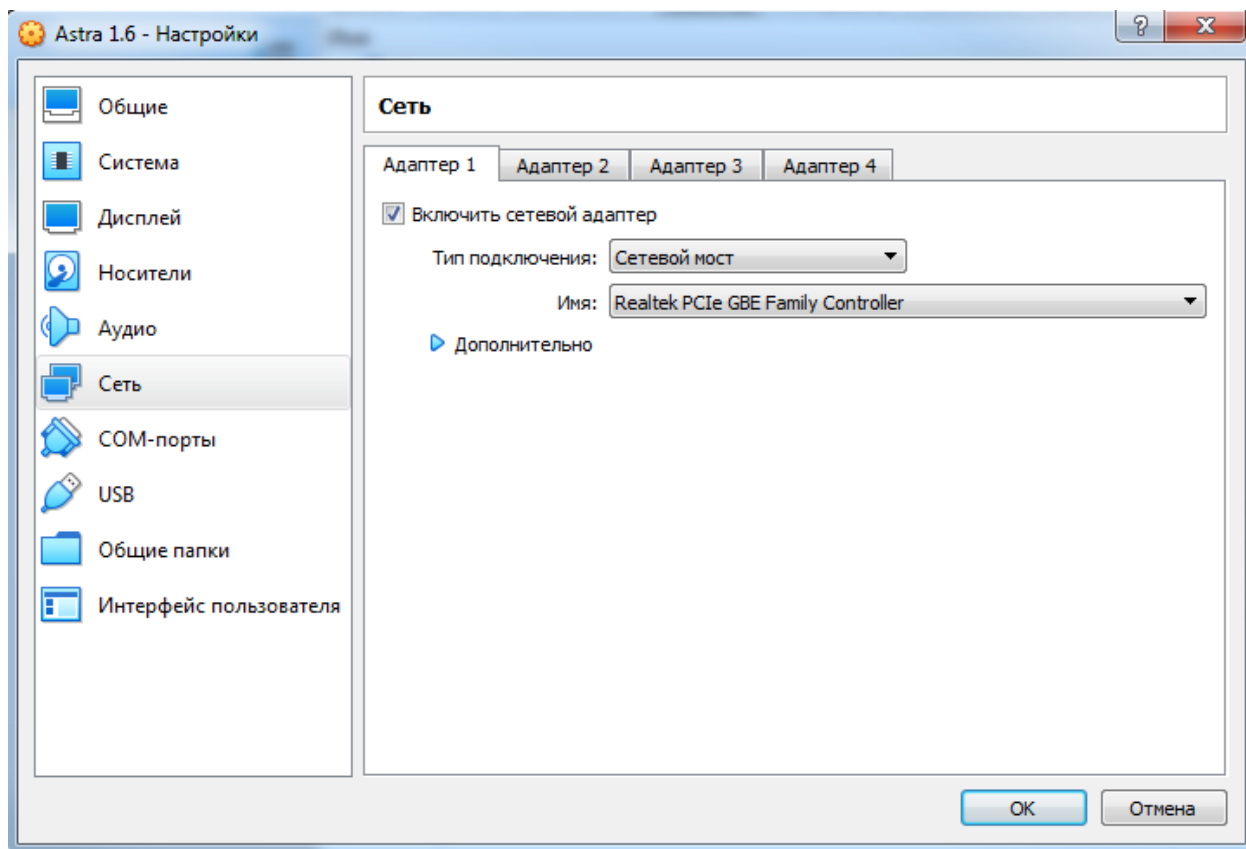 Astra 1.6 - Настройки
Общие
Система
Дисплей
Носители
Аудио
Сеть
COM-порты
USB
Общие папки
Интерфейс пользователя
Сеть
Адаптер 1 Адаптер 2 Адаптер 3 Адаптер 4
Включить сетевой адаптер
Тип подключения: Сетевой мост
Имя: Realtek PCIe GBE Family Controller
Дополнительно
OK Отмена